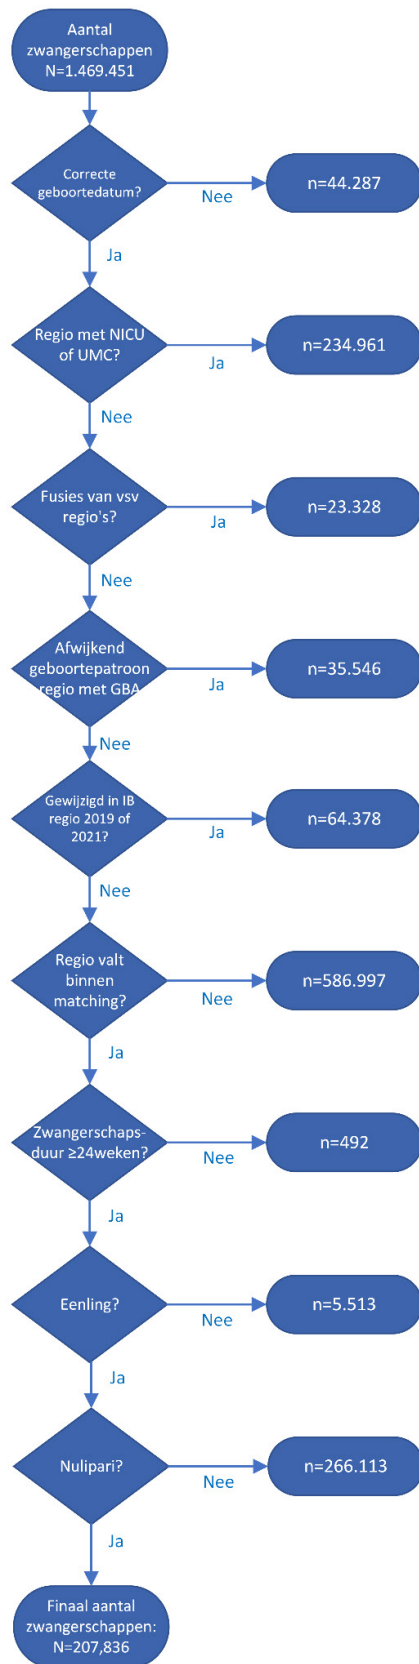 Aantal
zwangerschappen
N=1.469.451
Correcte
geboortedatum?
Nee
n=44.287
Ja
Regio met NICU
of UMC?
Ja
n=234.961
Nee
Fusies van vsv
regio's?
Ja
n=23.328
Nee
Afwijkend
geboortepatroon
regio met GBA
Ja
n=35.546
Nee
Gewijzigd in IB
regio 2019 of
2021?
Ja
n=64.378
Nee
Regio valt
binnen
matching?
Nee
n=586.997
Ja
Zwangerschaps-
duur ≥24weken?
Nee
n=492
Ja
Eenling?
Nee
n=5.513
Ja
Nulipari?
Nee
n=266.113
Ja
Finaal aantal
zwangerschappen:
N=207,836